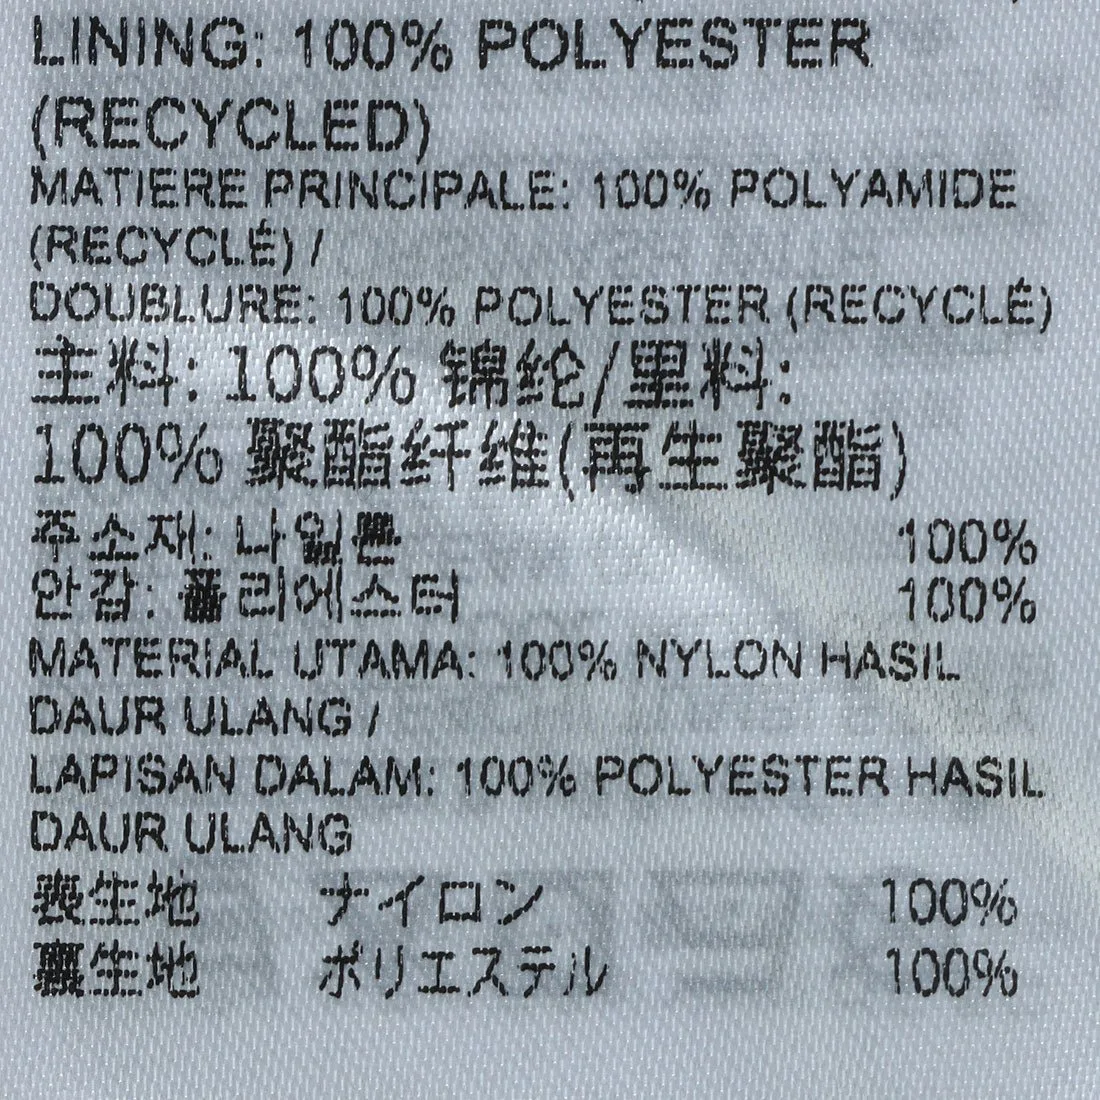 LINING: 100% POLYESTER
(RECYCLED)
MATIERE PRINCIPALE: 100% POLYAMIDE
(RECYCLÉ) /
DOUBLURE: 100% POLYESTER (RECYCLÉ)
主料: 100% 锦纶/里料:
100% 聚酯纤维(再生聚酯)
주소재: 나일론 100%
안감: 폴리에스터 100%
MATERIAL UTAMA: 100% NYLON HASIL
DAUR ULANG /
LAPISAN DALAM: 100% POLYESTER HASIL
DAUR ULANG
表生地 ナイロン 100%
裏生地 ポリエステル 100%